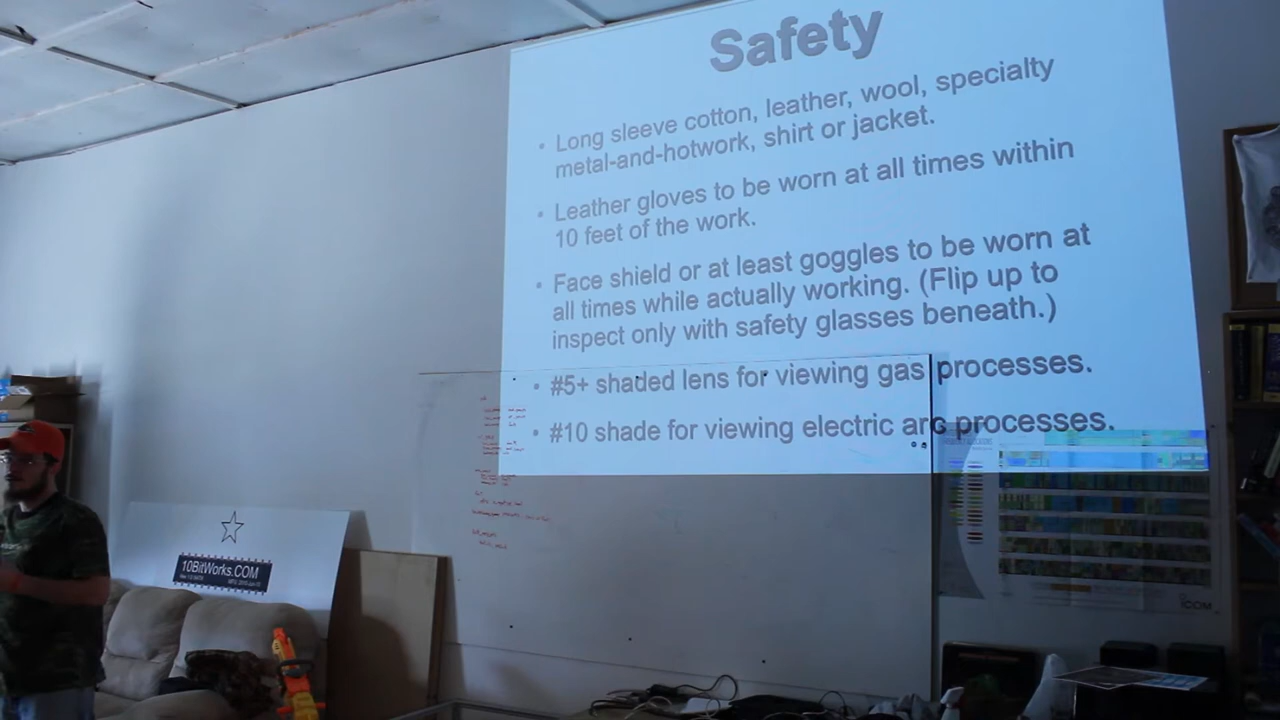 Safety
• Long sleeve cotton, leather, wool, specialty
metal-and-hotwork, shirt or jacket.
• Leather gloves to be worn at all times within
10 feet of the work.
• Face shield or at least goggles to be worn at
all times while actually working. (Flip up to
inspect only with safety glasses beneath.)
• #5+ shaded lens for viewing gas processes.
• #10 shade for viewing electric arc processes.
10BitWorks.COM
ICOM